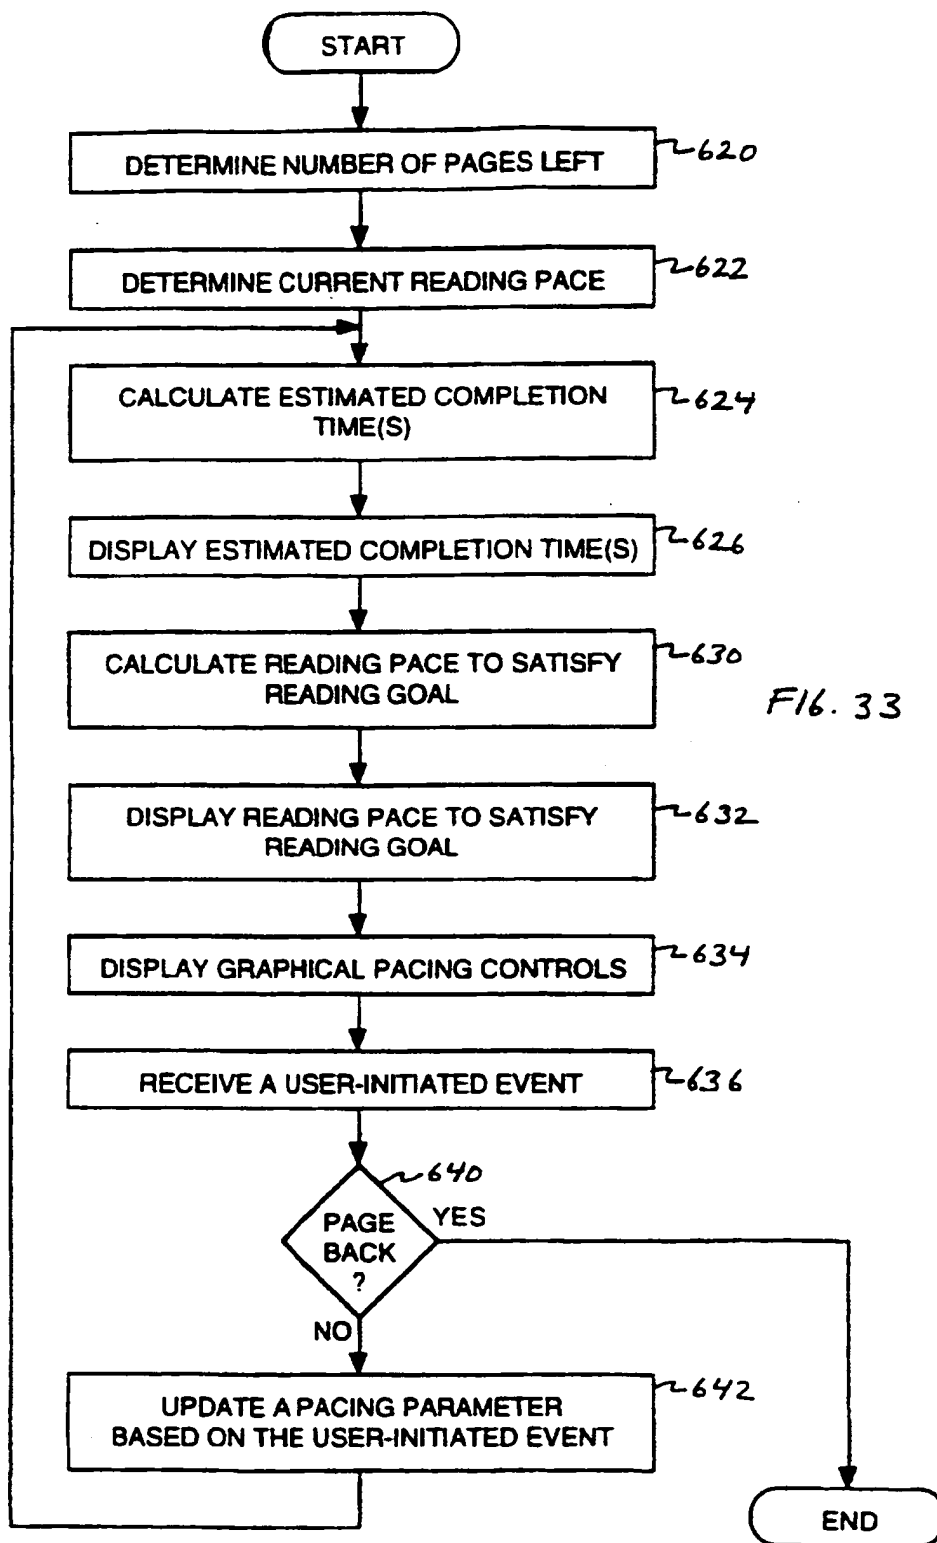 START
DETERMINE NUMBER OF PAGES LEFT
620
DETERMINE CURRENT READING PACE
622
CALCULATE ESTIMATED COMPLETION
TIME(S)
624
DISPLAY ESTIMATED COMPLETION TIME(S)
626
CALCULATE READING PACE TO SATISFY
READING GOAL
630
FIG. 33
DISPLAY READING PACE TO SATISFY
READING GOAL
632
DISPLAY GRAPHICAL PACING CONTROLS
634
RECEIVE A USER-INITIATED EVENT
636
640
PAGE
BACK
?
YES
NO
UPDATE A PACING PARAMETER
BASED ON THE USER-INITIATED EVENT
642
END